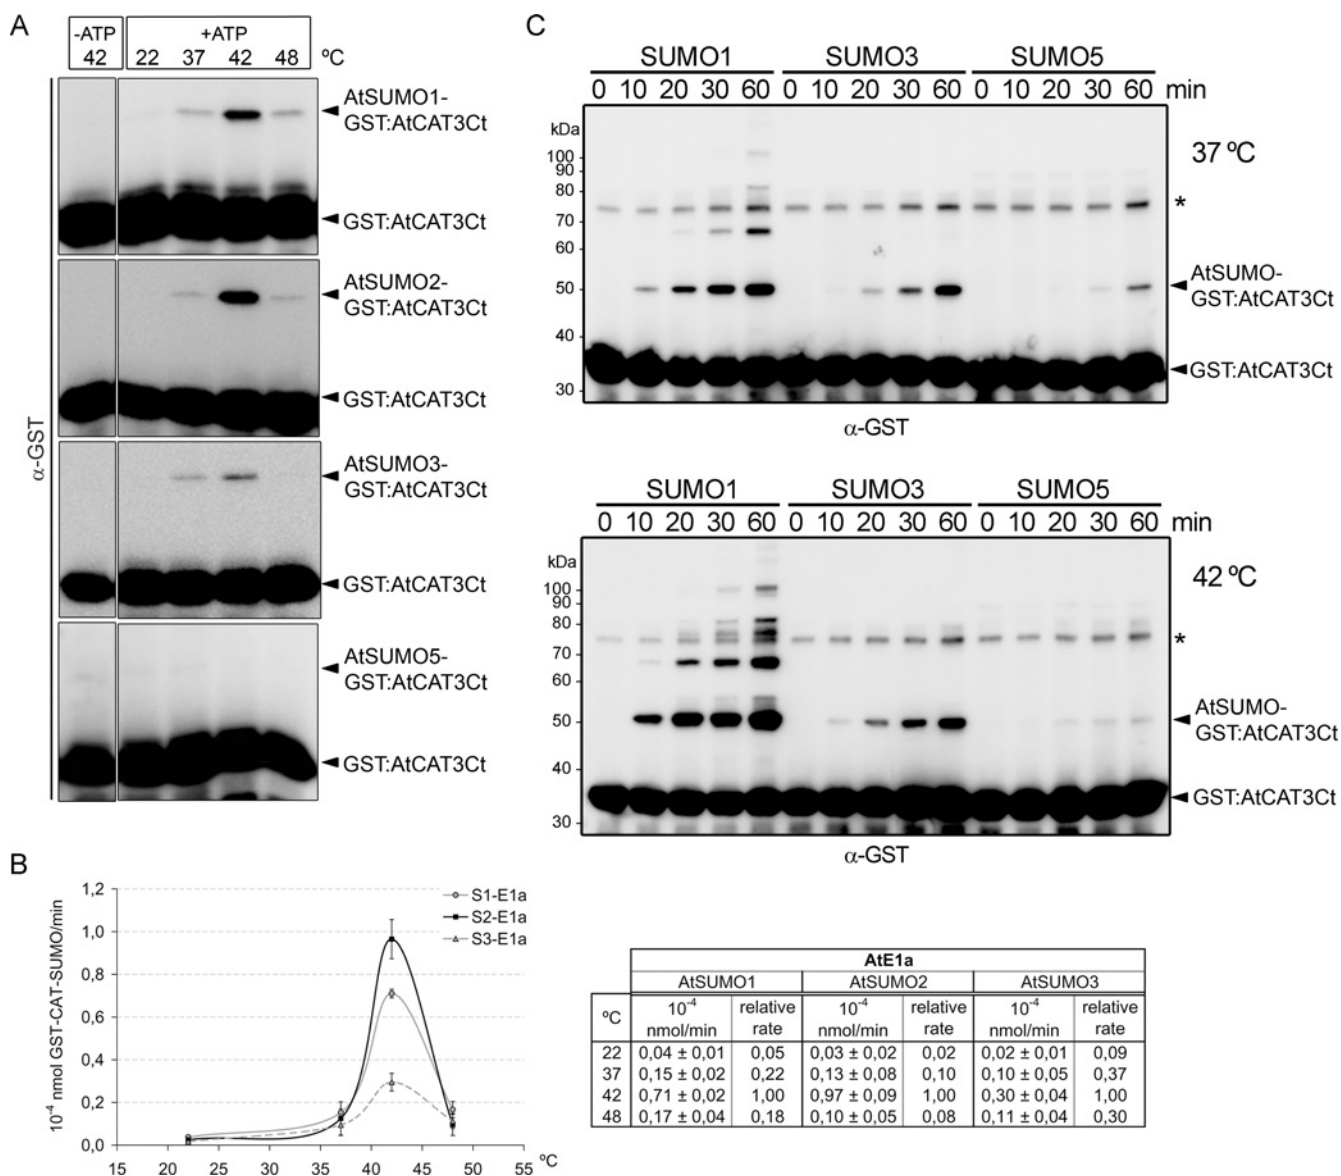 A
-ATP +ATP
42 22 37 42 48 ºC
AtSUMO1-
GST:AtCAT3Ct
GST:AtCAT3Ct
AtSUMO2-
GST:AtCAT3Ct
GST:AtCAT3Ct
AtSUMO3-
GST:AtCAT3Ct
GST:AtCAT3Ct
AtSUMO5-
GST:AtCAT3Ct
GST:AtCAT3Ct
α-GST
C
SUMO1 SUMO3 SUMO5
0 10 20 30 60 0 10 20 30 60 0 10 20 30 60 min
kDa
100
90
80
70
60
50
40
30
37 ºC
*
AtSUMO-
GST:AtCAT3Ct
GST:AtCAT3Ct
α-GST
SUMO1 SUMO3 SUMO5
0 10 20 30 60 0 10 20 30 60 0 10 20 30 60 min
kDa
100
90
80
70
60
50
40
30
42 ºC
*
AtSUMO-
GST:AtCAT3Ct
GST:AtCAT3Ct
α-GST
B
10⁻⁴ nmol GST-CAT-SUMO/min
1,2
1,0
0,8
0,6
0,4
0,2
0,0
15 20 25 30 35 40 45 50 55 ºC
S1-E1a
S2-E1a
S3-E1a
AtE1a
AtSUMO1 AtSUMO2 AtSUMO3
ºC 10⁻⁴ nmol/min relative rate 10⁻⁴ nmol/min relative rate 10⁻⁴ nmol/min relative rate
22 0,04 ± 0,01 0,05 0,03 ± 0,02 0,02 0,02 ± 0,01 0,09
37 0,15 ± 0,02 0,22 0,13 ± 0,08 0,10 0,10 ± 0,05 0,37
42 0,71 ± 0,02 1,00 0,97 ± 0,09 1,00 0,30 ± 0,04 1,00
48 0,17 ± 0,04 0,18 0,10 ± 0,05 0,08 0,11 ± 0,04 0,30